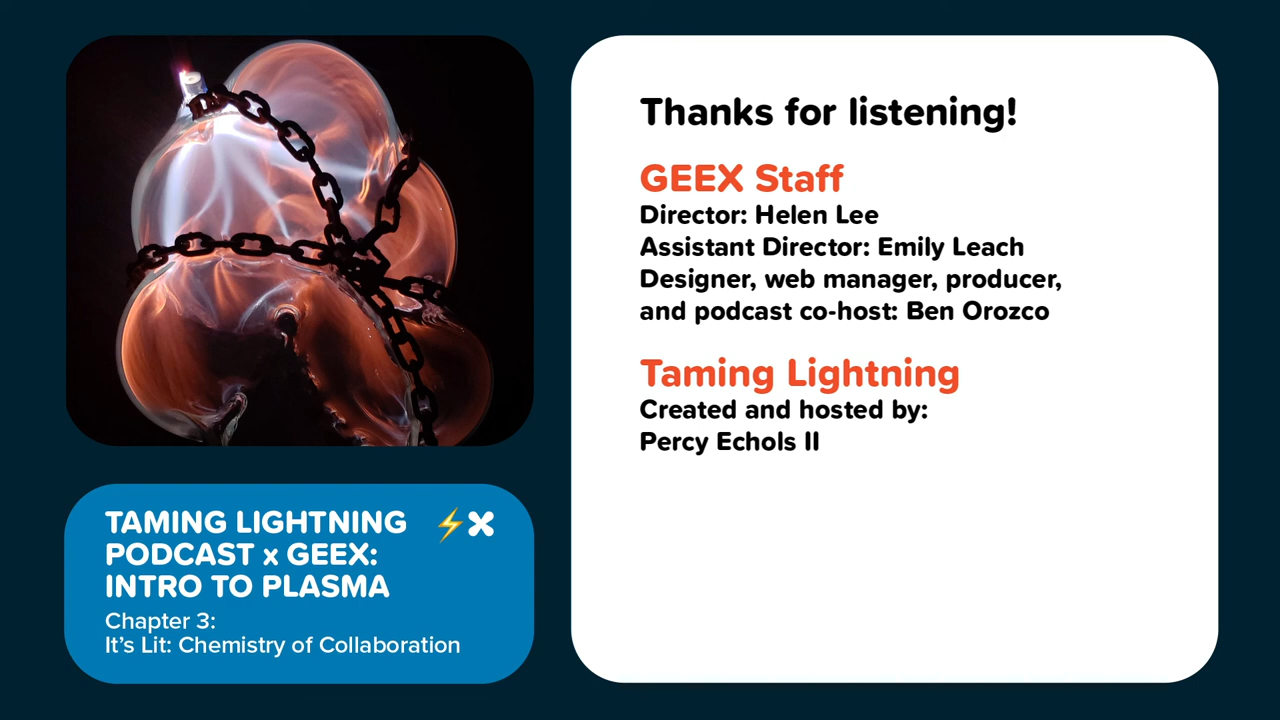 TAMING LIGHTNING ⚡✖
PODCAST x GEEX:
INTRO TO PLASMA
Chapter 3:
It's Lit: Chemistry of Collaboration
Thanks for listening!
GEEX Staff
Director: Helen Lee
Assistant Director: Emily Leach
Designer, web manager, producer,
and podcast co-host: Ben Orozco
Taming Lightning
Created and hosted by:
Percy Echols II